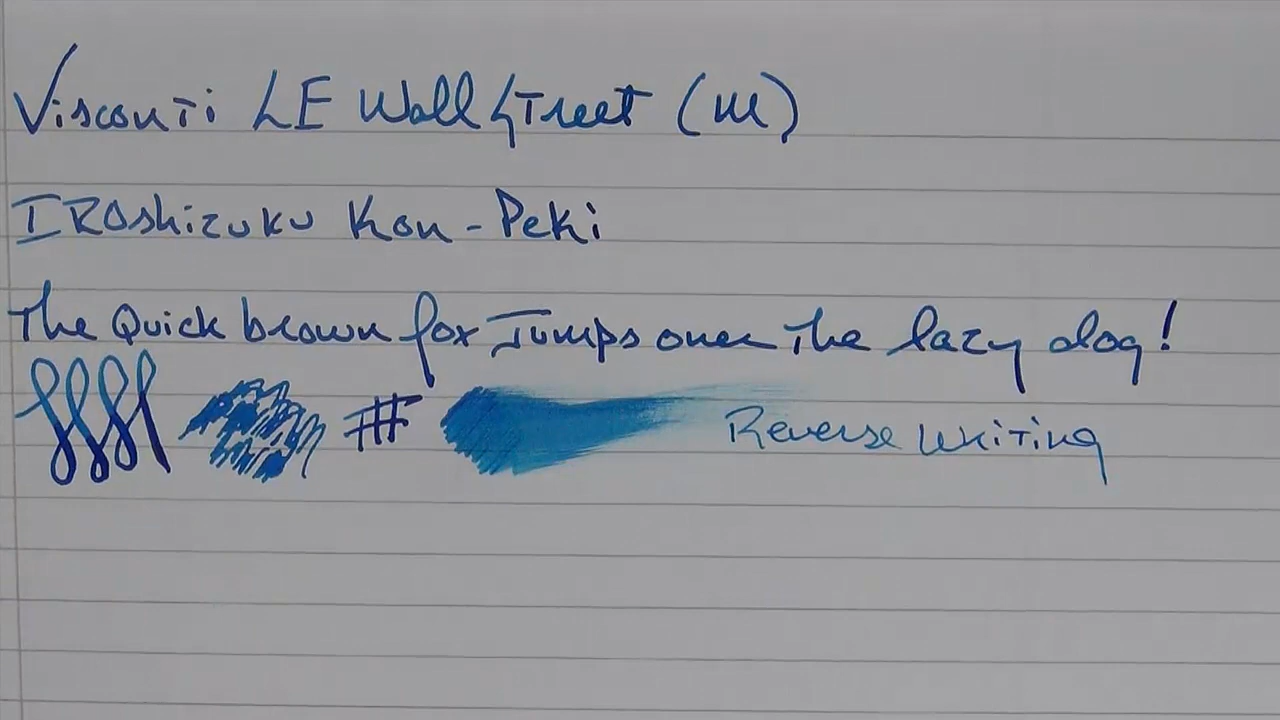 Visconti LE Wall Street (M)
IROshizuku Kon-Peki
The Quick brown fox Jumps over The lazy dog!
Reverse Writing